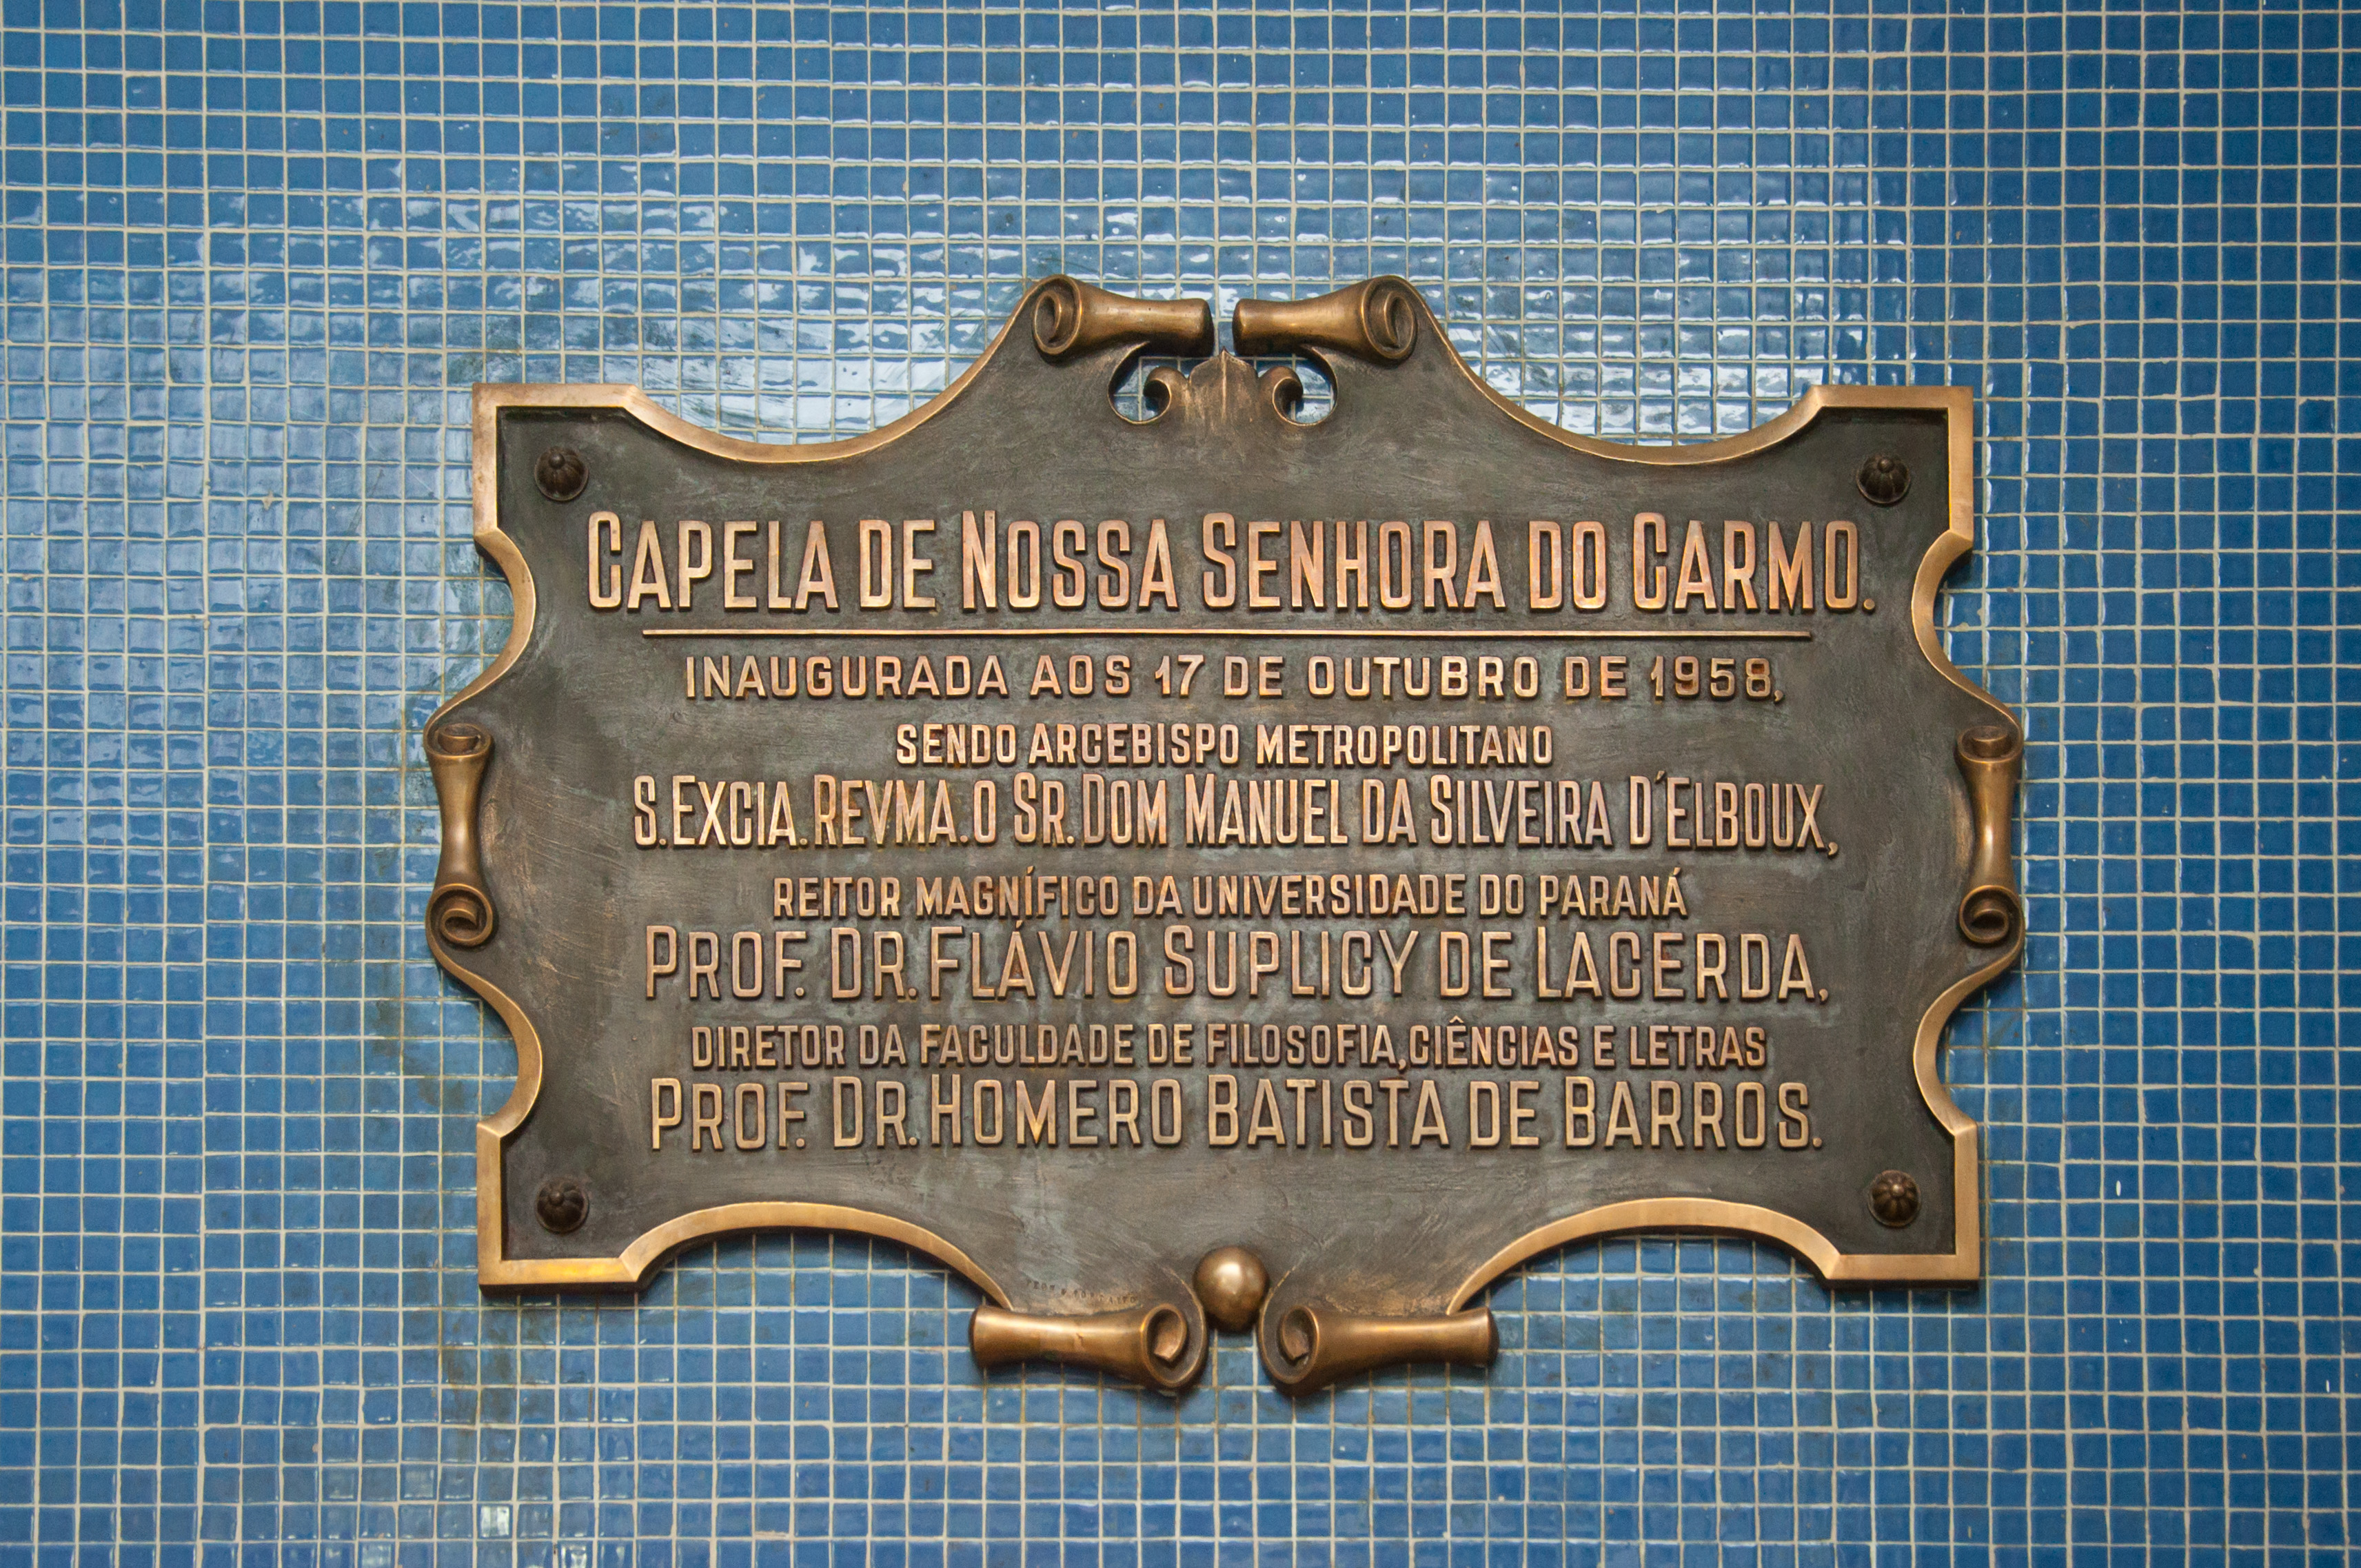 CAPELA DE NOSSA SENHORA DO CARMO.
INAUGURADA AOS 17 DE OUTUBRO DE 1958,
SENDO ARCEBISPO METROPOLITANO
S. EXCIA. REVMA. O SR. DOM MANUEL DA SILVEIRA D'ELBOUX,
REITOR MAGNÍFICO DA UNIVERSIDADE DO PARANÁ
PROF. DR. FLÁVIO SUPLICY DE LACERDA,
DIRETOR DA FACULDADE DE FILOSOFIA, CIÊNCIAS E LETRAS
PROF. DR. HOMERO BATISTA DE BARROS.